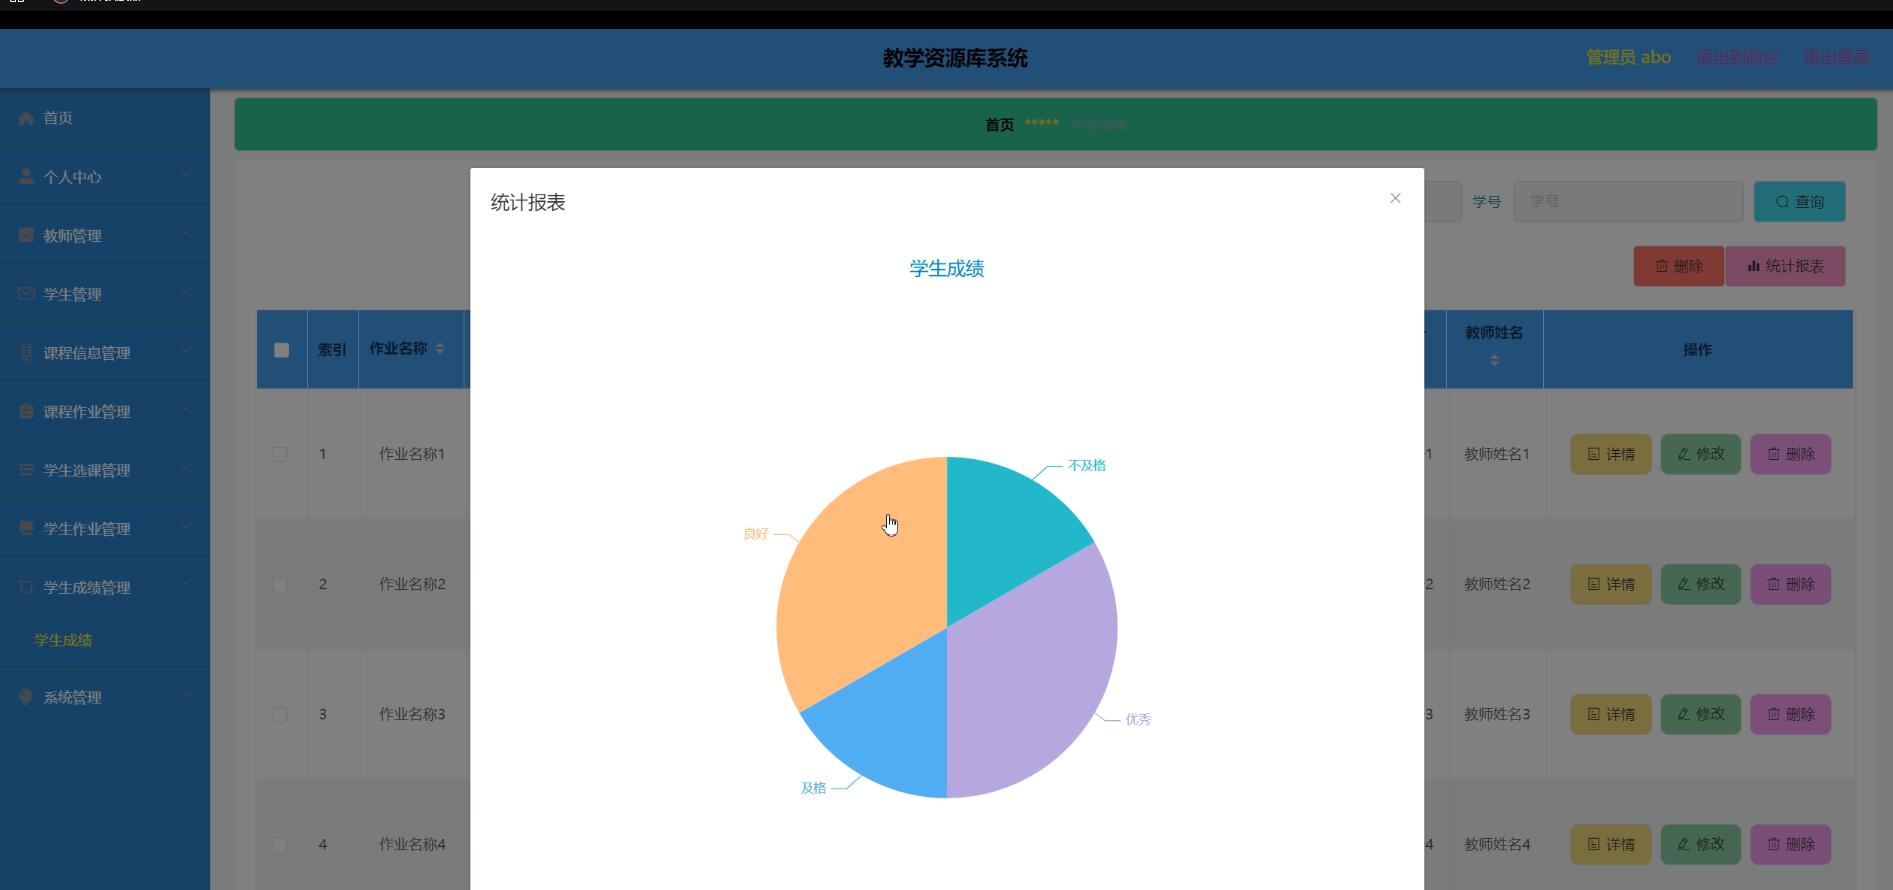 教学资源库系统
管理员 abo 退出到前台 退出登录
首页
个人中心
教师管理
学生管理
课程信息管理
课程作业管理
学生选课管理
学生作业管理
学生成绩管理
学生成绩
系统管理
首页 ***** 学生成绩
学号 学号 查询
删除 统计报表
索引 作业名称 教师姓名 操作
1 作业名称1 1 教师姓名1 详情 修改 删除
2 作业名称2 2 教师姓名2 详情 修改 删除
3 作业名称3 3 教师姓名3 详情 修改 删除
4 作业名称4 4 教师姓名4 详情 修改 删除
统计报表
学生成绩
不及格
良好
优秀
及格